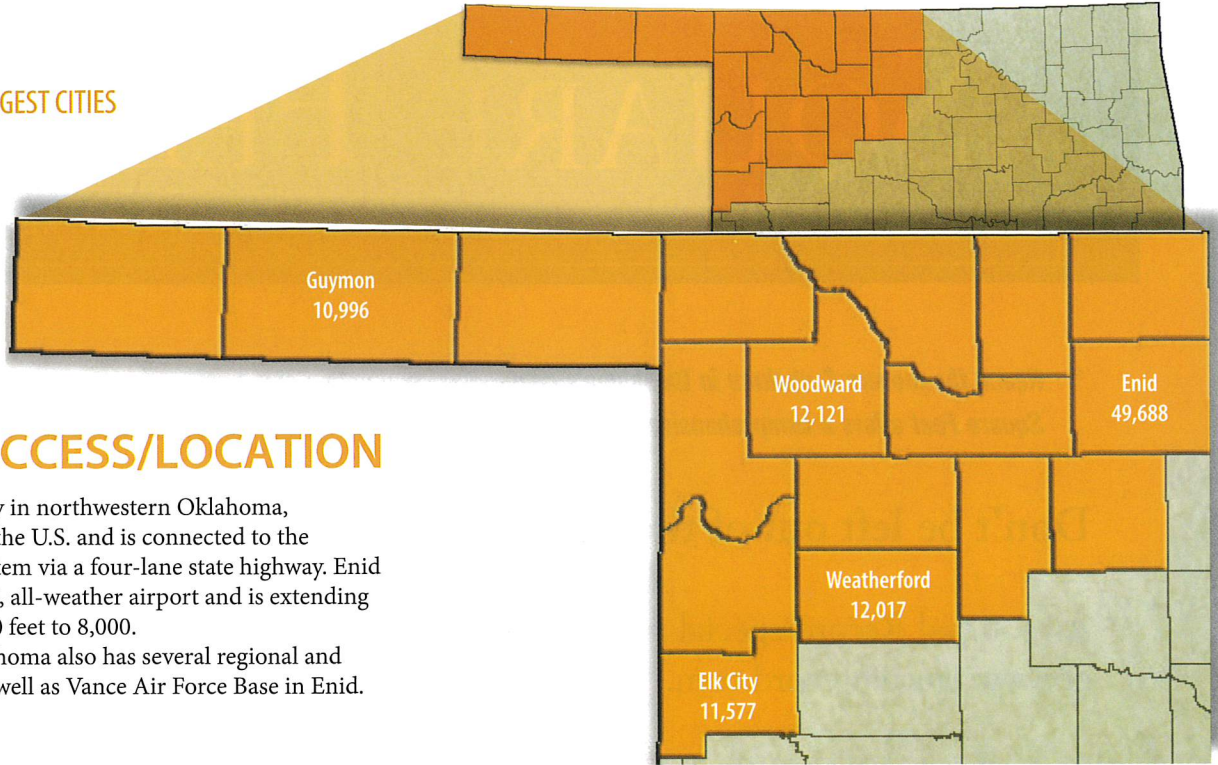 GEST CITIES
Guymon
10,996
Woodward
12,121
Enid
49,688
Weatherford
12,017
Elk City
11,577
CCESS/LOCATION
in northwestern Oklahoma,
the U.S. and is connected to the
tem via a four-lane state highway. Enid
, all-weather airport and is extending
0 feet to 8,000.
homa also has several regional and
well as Vance Air Force Base in Enid.